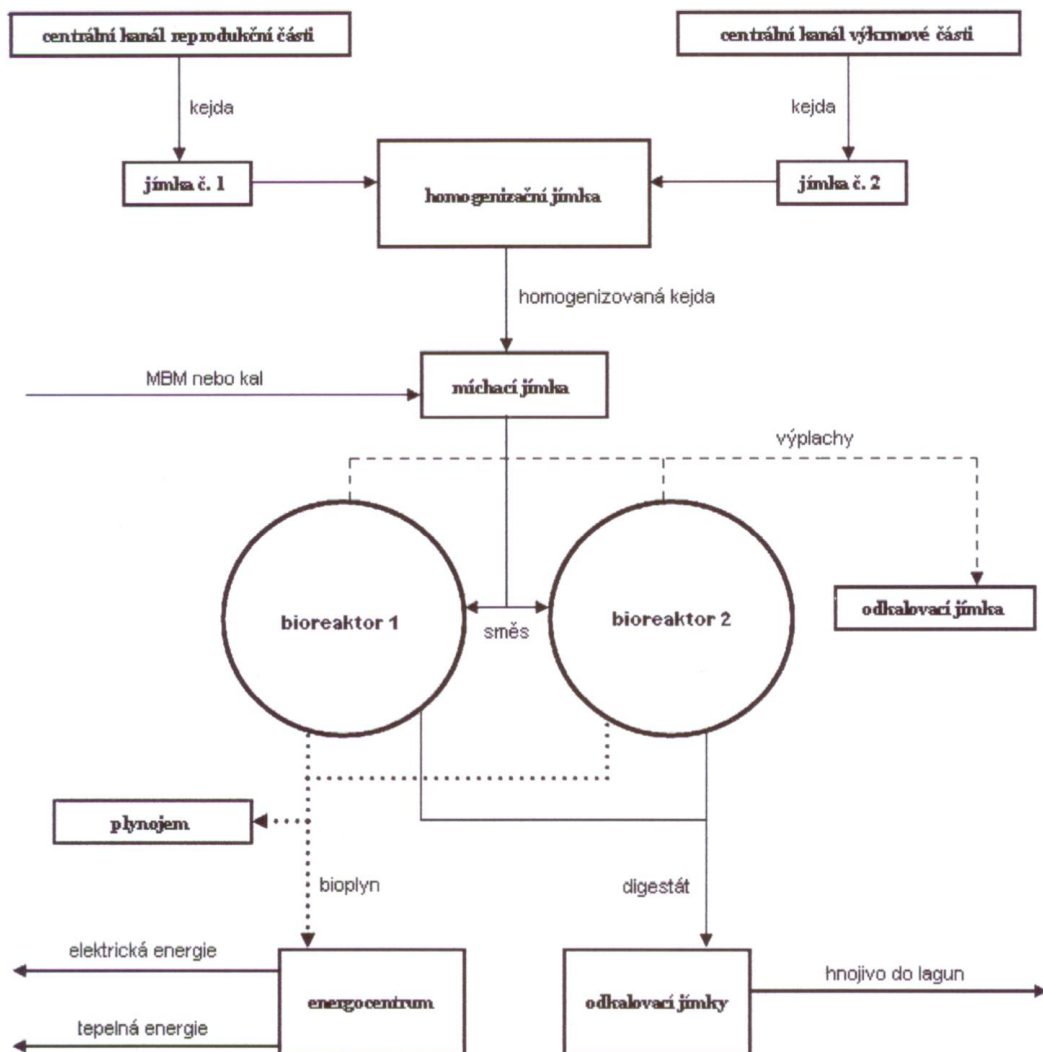 centrální kanál reprodukční části
centrální kanál výkrmové části
kejda
kejda
jímka č. 1
homogenizační jímka
jímka č. 2
homogenizovaná kejda
MBM nebo kal
míchací jímka
výplachy
bioreaktor 1
směs
bioreaktor 2
odkalovací jímka
plynojem
bioplyn
digestát
elektrická energie
energocentrum
odkalovací jímky
hnojivo do lagun
tepelná energie